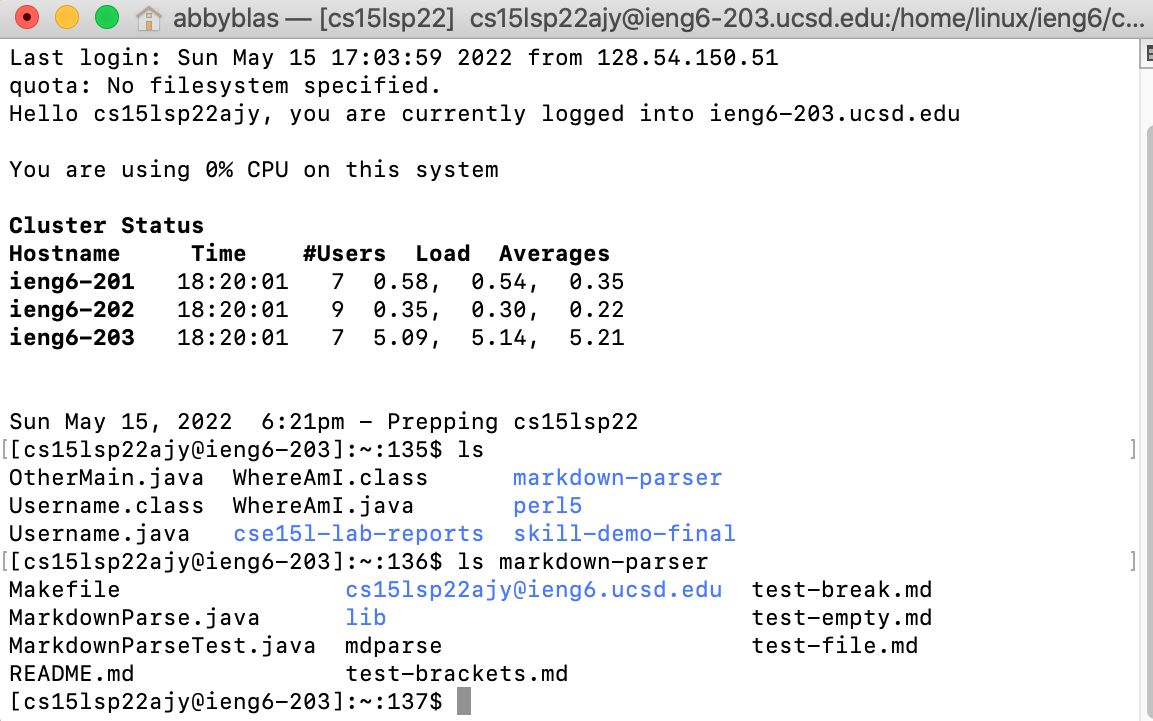 abbyblas — [cs15lsp22]  cs15lsp22ajy@ieng6-203.ucsd.edu:/home/linux/ieng6/c...
Last login: Sun May 15 17:03:59 2022 from 128.54.150.51
quota: No filesystem specified.
Hello cs15lsp22ajy, you are currently logged into ieng6-203.ucsd.edu
You are using 0% CPU on this system
Cluster Status
Hostname     Time    #Users  Load  Averages
ieng6-201   18:20:01   7  0.58,  0.54,  0.35
ieng6-202   18:20:01   9  0.35,  0.30,  0.22
ieng6-203   18:20:01   7  5.09,  5.14,  5.21
Sun May 15, 2022  6:21pm - Prepping cs15lsp22
[[cs15lsp22ajy@ieng6-203]:~:135$ ls ]
OtherMain.java  WhereAmI.class      markdown-parser
Username.class  WhereAmI.java       perl5
Username.java   cse15l-lab-reports  skill-demo-final
[[cs15lsp22ajy@ieng6-203]:~:136$ ls markdown-parser ]
Makefile                cs15lsp22ajy@ieng6.ucsd.edu  test-break.md
MarkdownParse.java      lib                          test-empty.md
MarkdownParseTest.java  mdparse                      test-file.md
README.md               test-brackets.md
[cs15lsp22ajy@ieng6-203]:~:137$